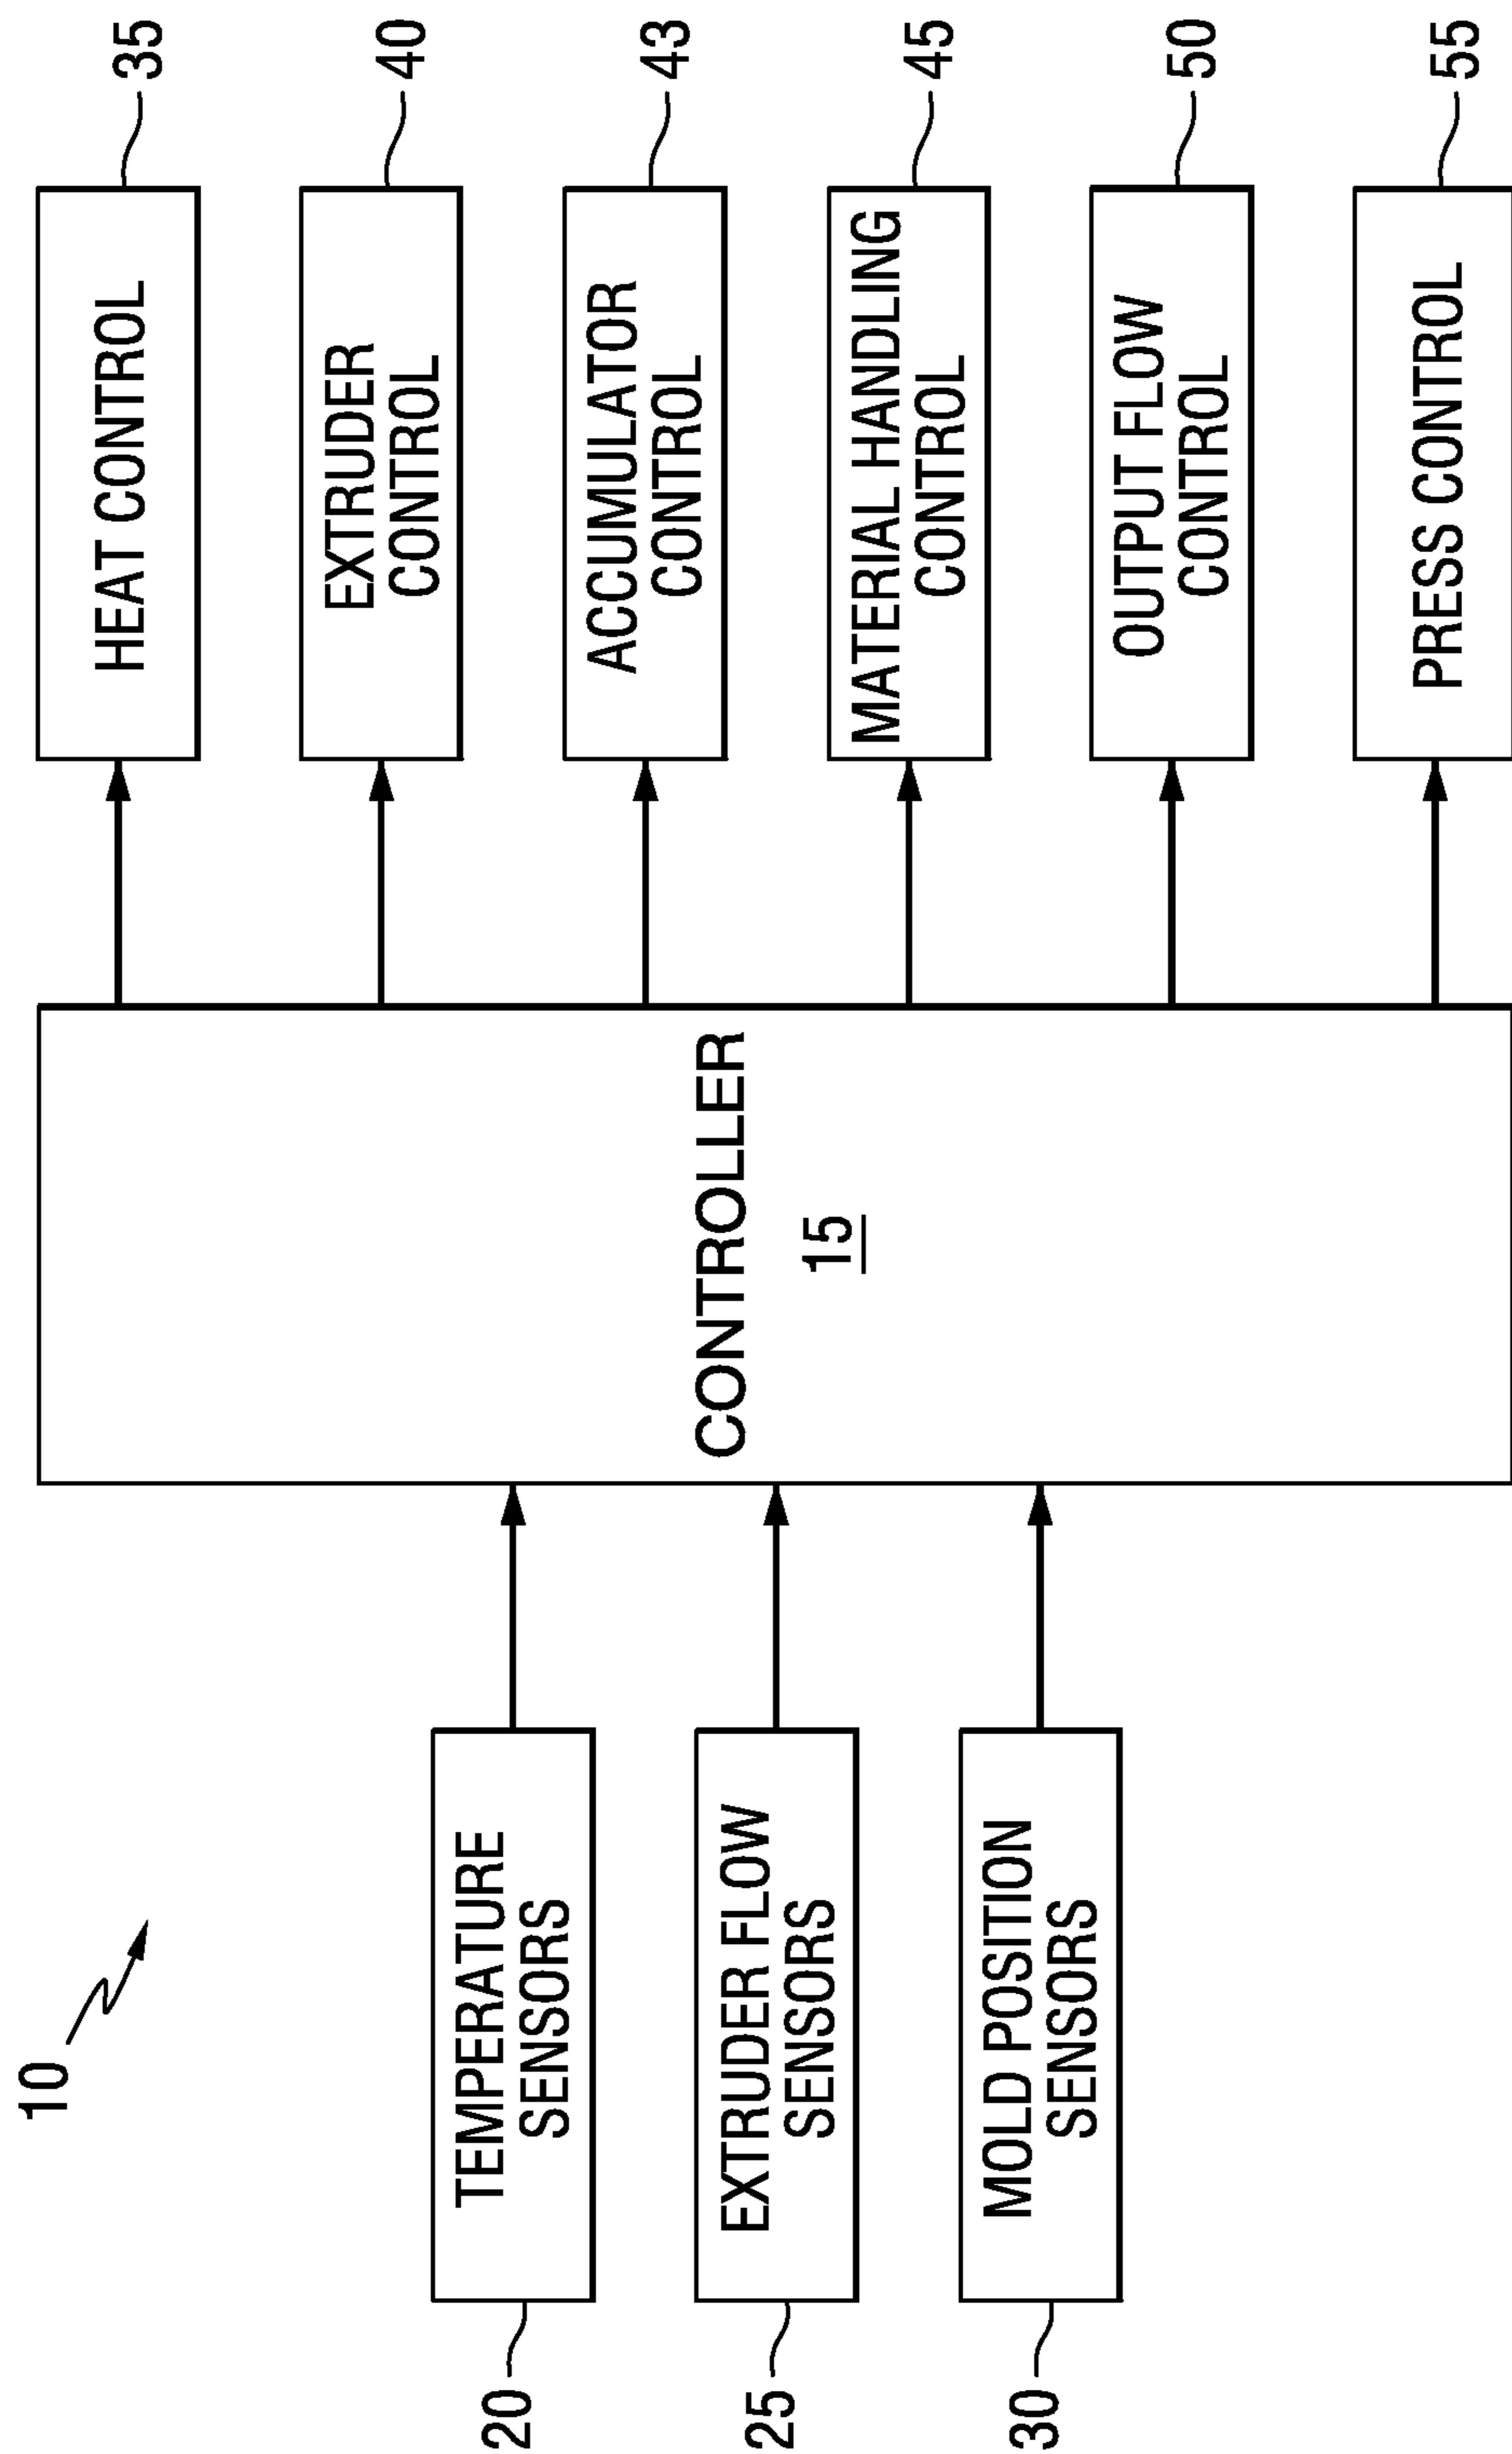 10
20
TEMPERATURE
SENSORS
25
EXTRUDER FLOW
SENSORS
30
MOLD POSITION
SENSORS
CONTROLLER
15
HEAT CONTROL
35
EXTRUDER
CONTROL
40
ACCUMULATOR
CONTROL
43
MATERIAL HANDLING
CONTROL
45
OUTPUT FLOW
CONTROL
50
PRESS CONTROL
55